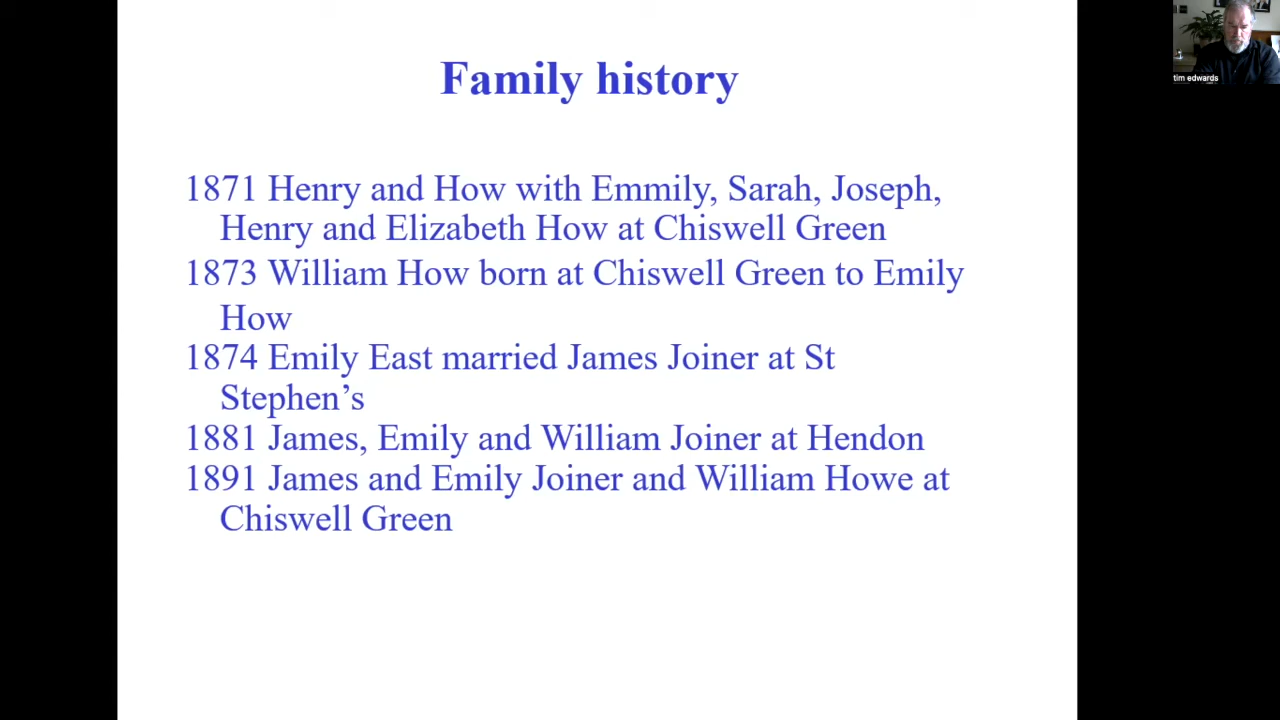 Family history
1871 Henry and How with Emmily, Sarah, Joseph,
Henry and Elizabeth How at Chiswell Green
1873 William How born at Chiswell Green to Emily
How
1874 Emily East married James Joiner at St
Stephen’s
1881 James, Emily and William Joiner at Hendon
1891 James and Emily Joiner and William Howe at
Chiswell Green
tim edwards